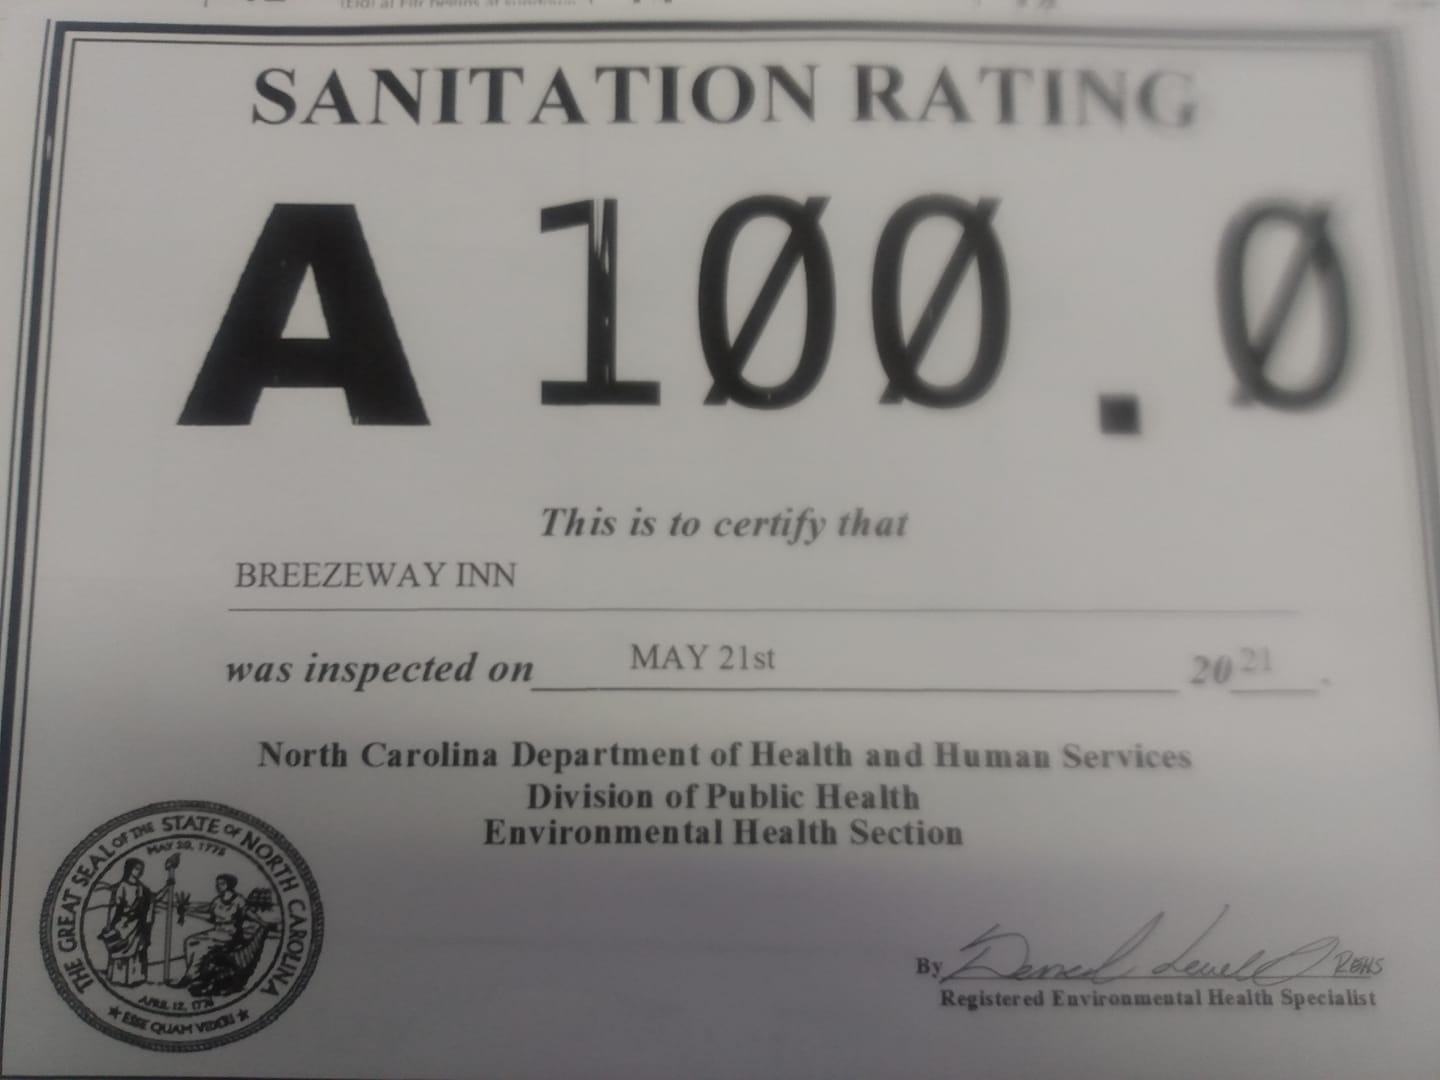 SANITATION RATING
A 100.0
This is to certify that
BREEZEWAY INN
was inspected on MAY 21st 2021.
North Carolina Department of Health and Human Services
Division of Public Health
Environmental Health Section
THE GREAT SEAL OF THE STATE OF NORTH CAROLINA
MAY 20, 1775
APRIL 12, 1776
ESSE QUAM VIDERI
By REHS
Registered Environmental Health Specialist